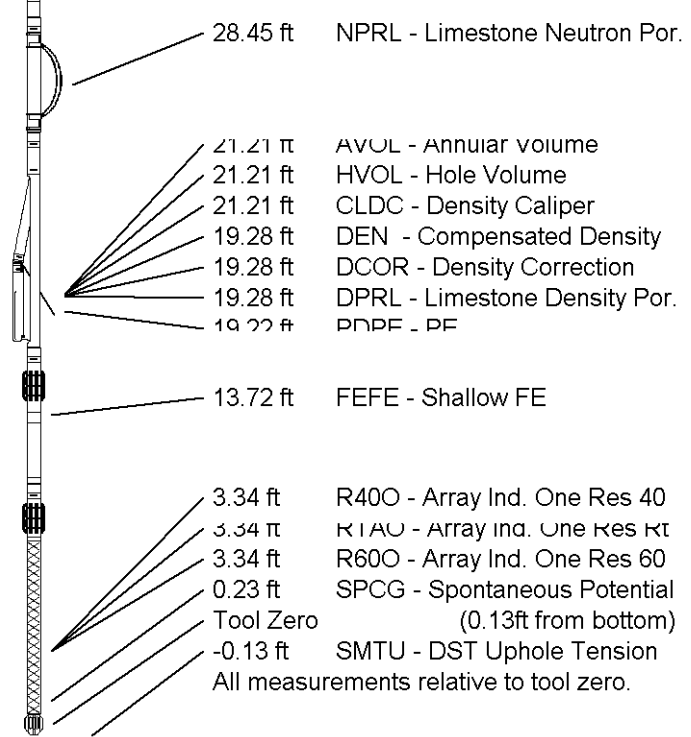 28.45 ft NPRL - Limestone Neutron Por.
21.21 ft AVOL - Annular Volume
21.21 ft HVOL - Hole Volume
21.21 ft CLDC - Density Caliper
19.28 ft DEN - Compensated Density
19.28 ft DCOR - Density Correction
19.28 ft DPRL - Limestone Density Por.
19.22 ft PDPE - PE
13.72 ft FEFE - Shallow FE
3.34 ft R40O - Array Ind. One Res 40
3.34 ft RTAO - Array Ind. One Res Rt
3.34 ft R60O - Array Ind. One Res 60
0.23 ft SPCG - Spontaneous Potential
Tool Zero (0.13ft from bottom)
-0.13 ft SMTU - DST Uphole Tension
All measurements relative to tool zero.